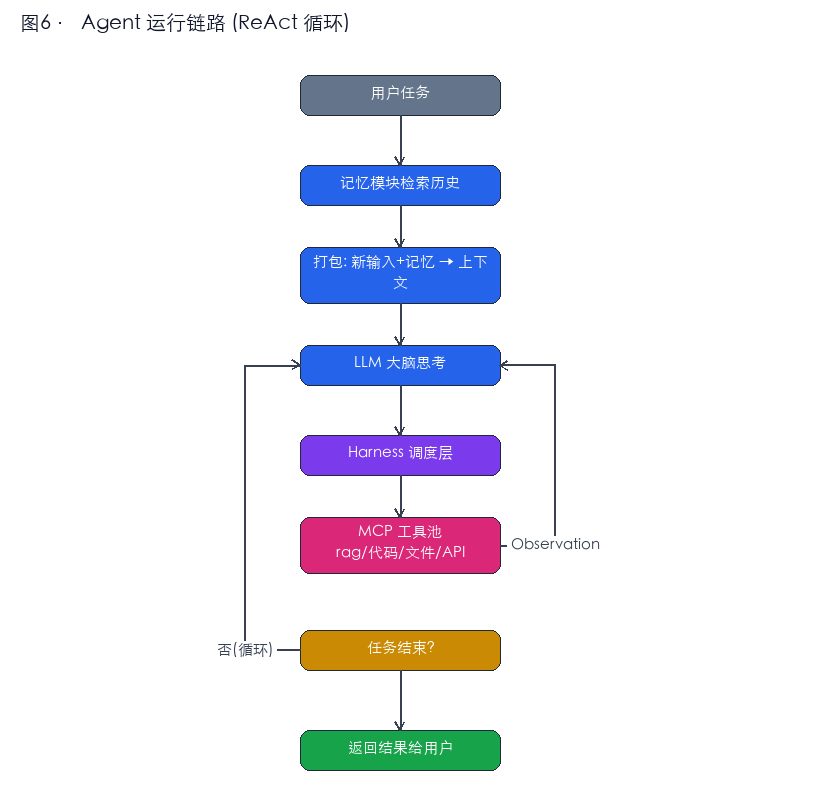 图6 · Agent 运行链路 (ReAct 循环)
用户任务
记忆模块检索历史
打包: 新输入+记忆 → 上下
文
LLM 大脑思考
Harness 调度层
MCP 工具池
rag/代码/文件/API
Observation
否(循环)
任务结束?
返回结果给用户